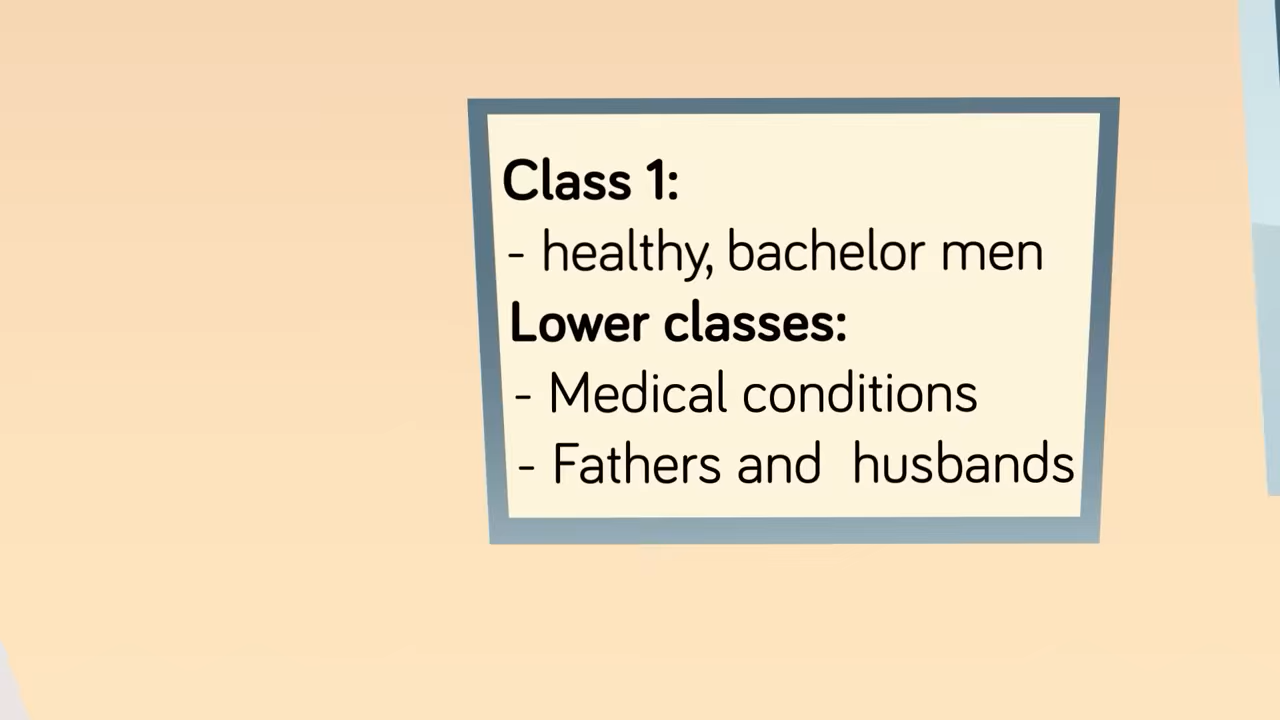 Class 1:
- healthy, bachelor men
Lower classes:
- Medical conditions
- Fathers and  husbands